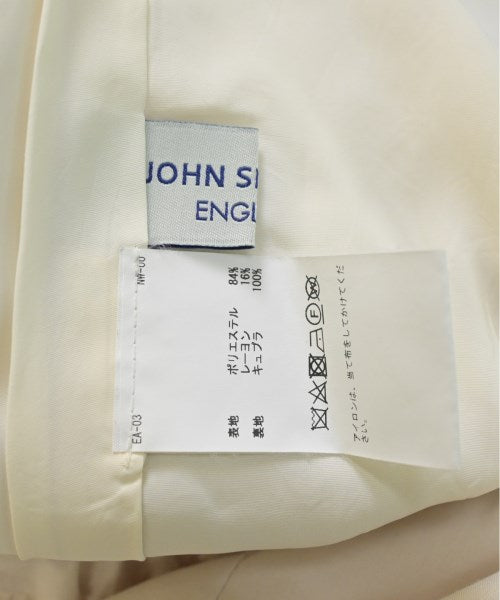 JOHN S
ENGL
表地 ポリエステル 84%
レーヨン 16%
裏地 キュプラ 100%
アイロンは、当て布をしてかけてくだ
さい。
EA-03 NW-00